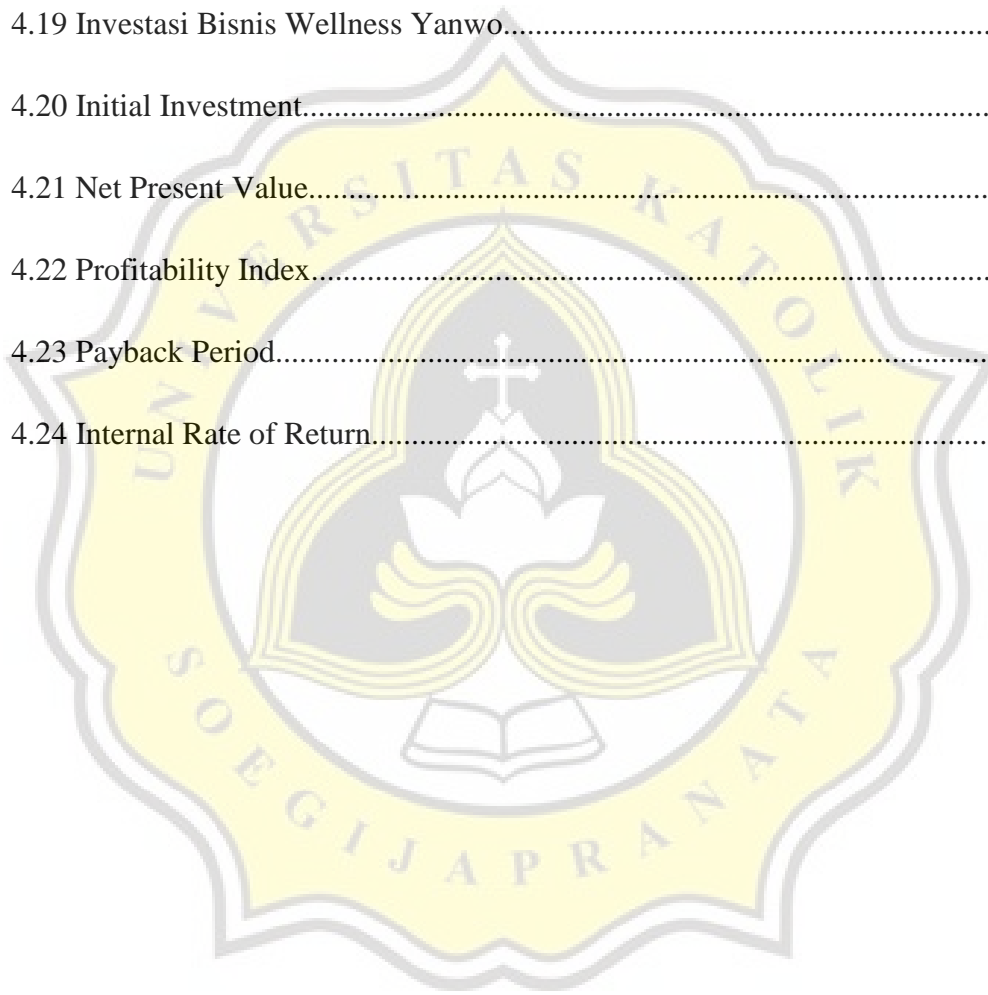 4.19 Investasi Bisnis Wellness Yanwo.............................................................
4.20 Initial Investment.......................................................................................
4.21 Net Present Value......................................................................................
4.22 Profitability Index......................................................................................
4.23 Payback Period..........................................................................................
4.24 Internal Rate of Return..............................................................................
UNIVERSITAS KATOLIK
SOEGIJAPRANATA